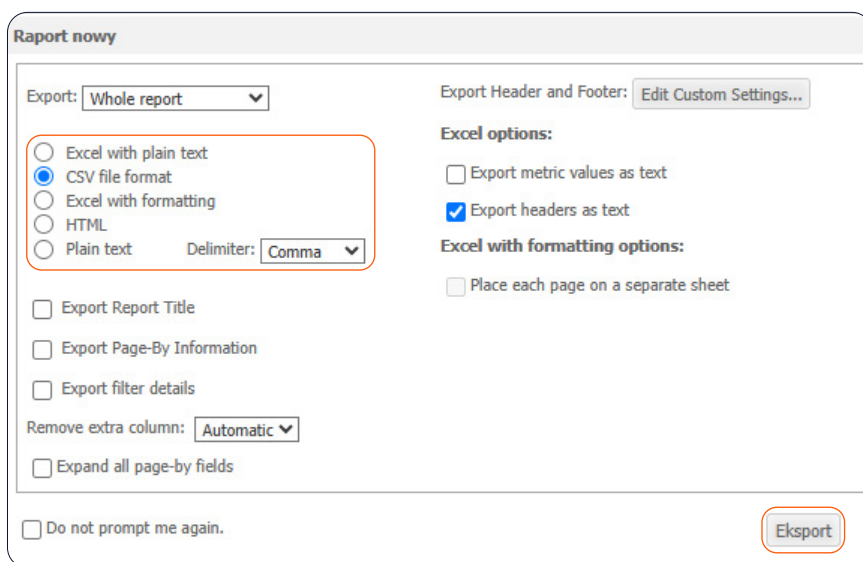 Raport nowy
Export: Whole report
Excel with plain text
CSV file format
Excel with formatting
HTML
Plain text Delimiter: Comma
Export Report Title
Export Page-By Information
Export filter details
Remove extra column: Automatic
Expand all page-by fields
Export Header and Footer: Edit Custom Settings...
Excel options:
Export metric values as text
Export headers as text
Excel with formatting options:
Place each page on a separate sheet
Do not prompt me again.
Eksport